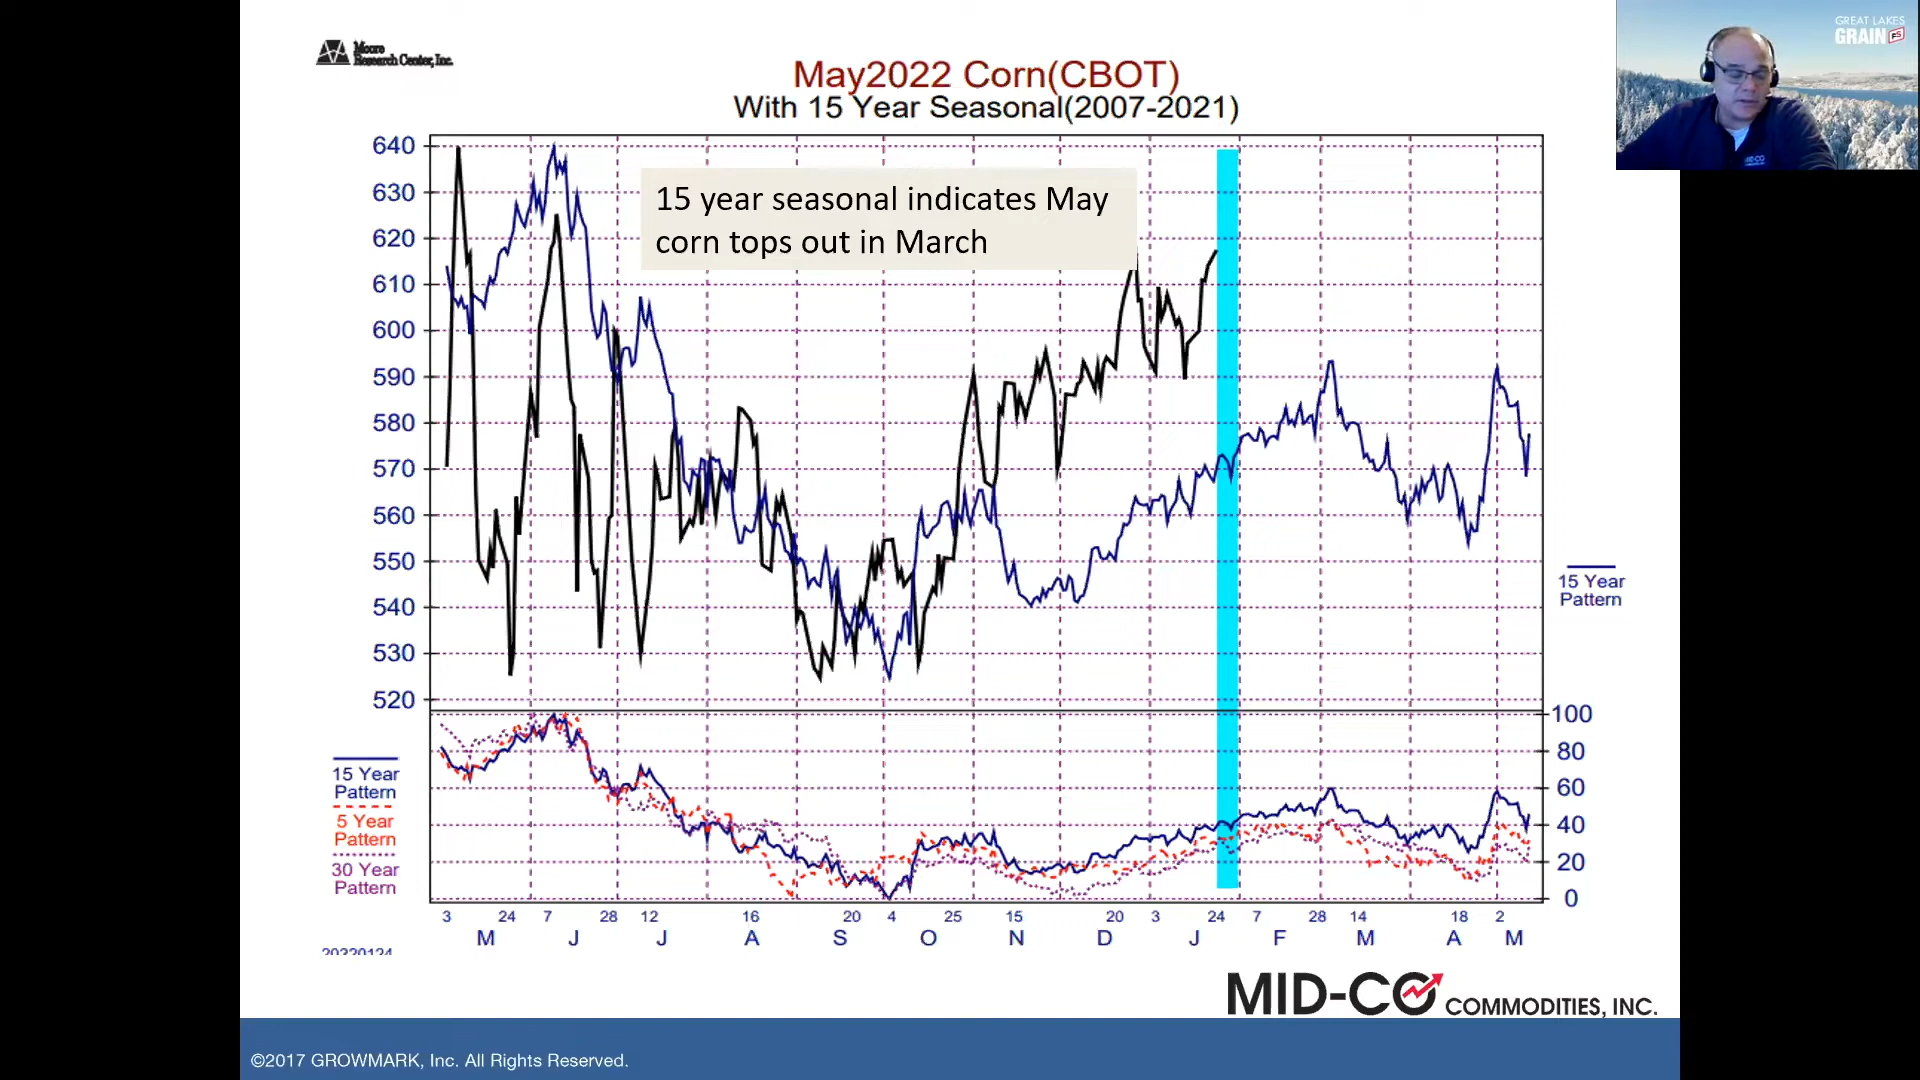 Moore
Research Center, Inc.
GREAT LAKES
GRAIN FS
May2022 Corn(CBOT)
With 15 Year Seasonal(2007-2021)
15 year seasonal indicates May
corn tops out in March
640
630
620
610
600
590
580
570
560
550
540
530
520
15 Year
Pattern
100
80
60
40
20
0
15 Year
Pattern
5 Year
Pattern
30 Year
Pattern
3 24 7 28 12 16 20 4 25 15 20 3 24 7 28 14 18 2
M J J A S O N D J F M A M
20220124
MID-CO COMMODITIES, INC.
©2017 GROWMARK, Inc. All Rights Reserved.